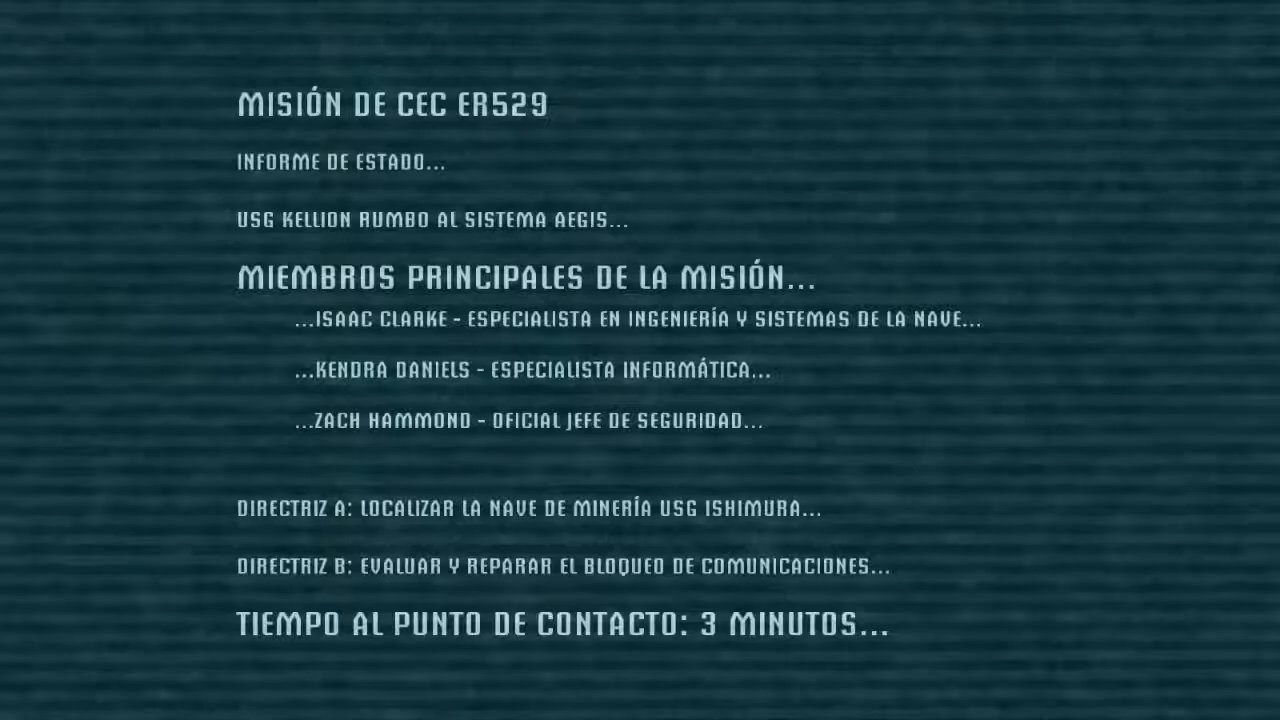 MISIÓN DE CEC ER529
INFORME DE ESTADO...
USG KELLION RUMBO AL SISTEMA AEGIS...
MIEMBROS PRINCIPALES DE LA MISIÓN...
...ISAAC CLARKE - ESPECIALISTA EN INGENIERÍA Y SISTEMAS DE LA NAVE...
...KENDRA DANIELS - ESPECIALISTA INFORMÁTICA...
...ZACH HAMMOND - OFICIAL JEFE DE SEGURIDAD...
DIRECTRIZ A: LOCALIZAR LA NAVE DE MINERÍA USG ISHIMURA...
DIRECTRIZ B: EVALUAR Y REPARAR EL BLOQUEO DE COMUNICACIONES...
TIEMPO AL PUNTO DE CONTACTO: 3 MINUTOS...